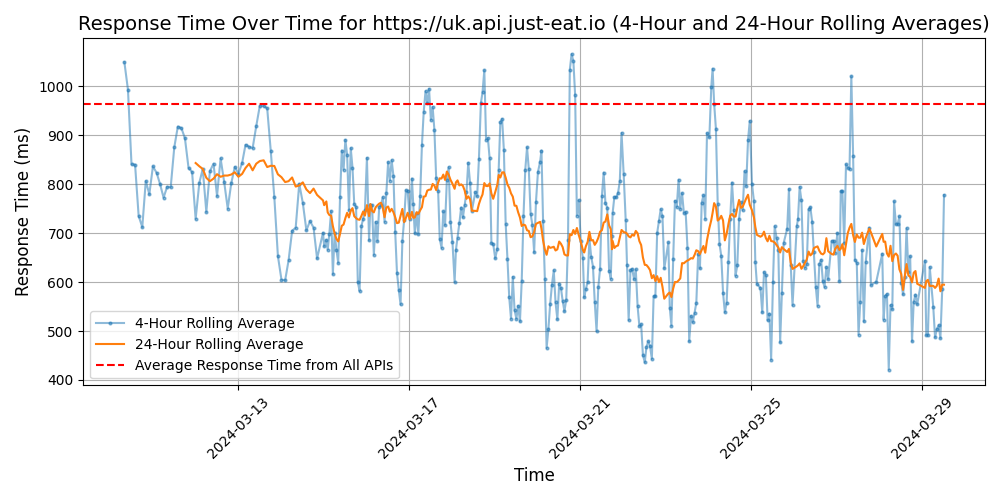 Response Time Over Time for https://uk.api.just-eat.io (4-Hour and 24-Hour Rolling Averages)
Response Time (ms)
1000
900
800
700
600
500
400
4-Hour Rolling Average
24-Hour Rolling Average
Average Response Time from All APIs
2024-03-13
2024-03-17
2024-03-21
2024-03-25
2024-03-29
Time